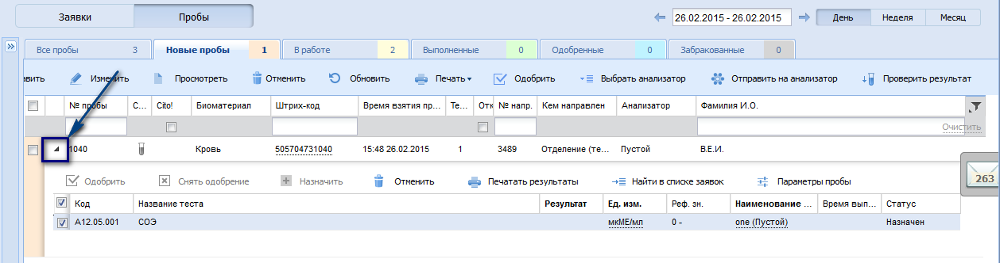 Заявки Пробы 26.02.2015 - 26.02.2015 День Неделя Месяц
Все пробы 3 Новые пробы 1 В работе 2 Выполненные 0 Одобренные 0 Забракованные 0
авить Изменить Просмотреть Отменить Обновить Печать Одобрить Выбрать анализатор Отправить на анализатор Проверить результат
№ пробы С... Cito! Биоматериал Штрих-код Время взятия пр... Те... Отк № напр. Кем направлен Анализатор Фамилия И.О.
Очистить
1040 Кровь 505704731040 15:48 26.02.2015 1 3489 Отделение (те... Пустой В.Е.И.
263
Одобрить Снять одобрение Назначить Отменить Печатать результаты Найти в списке заявок Параметры пробы
Код Название теста Результат Ед. изм. Реф. зн. Наименование ... Время вып... Статус
A12.05.001 СОЭ мкМЕ/мл 0 - one (Пустой) Назначен